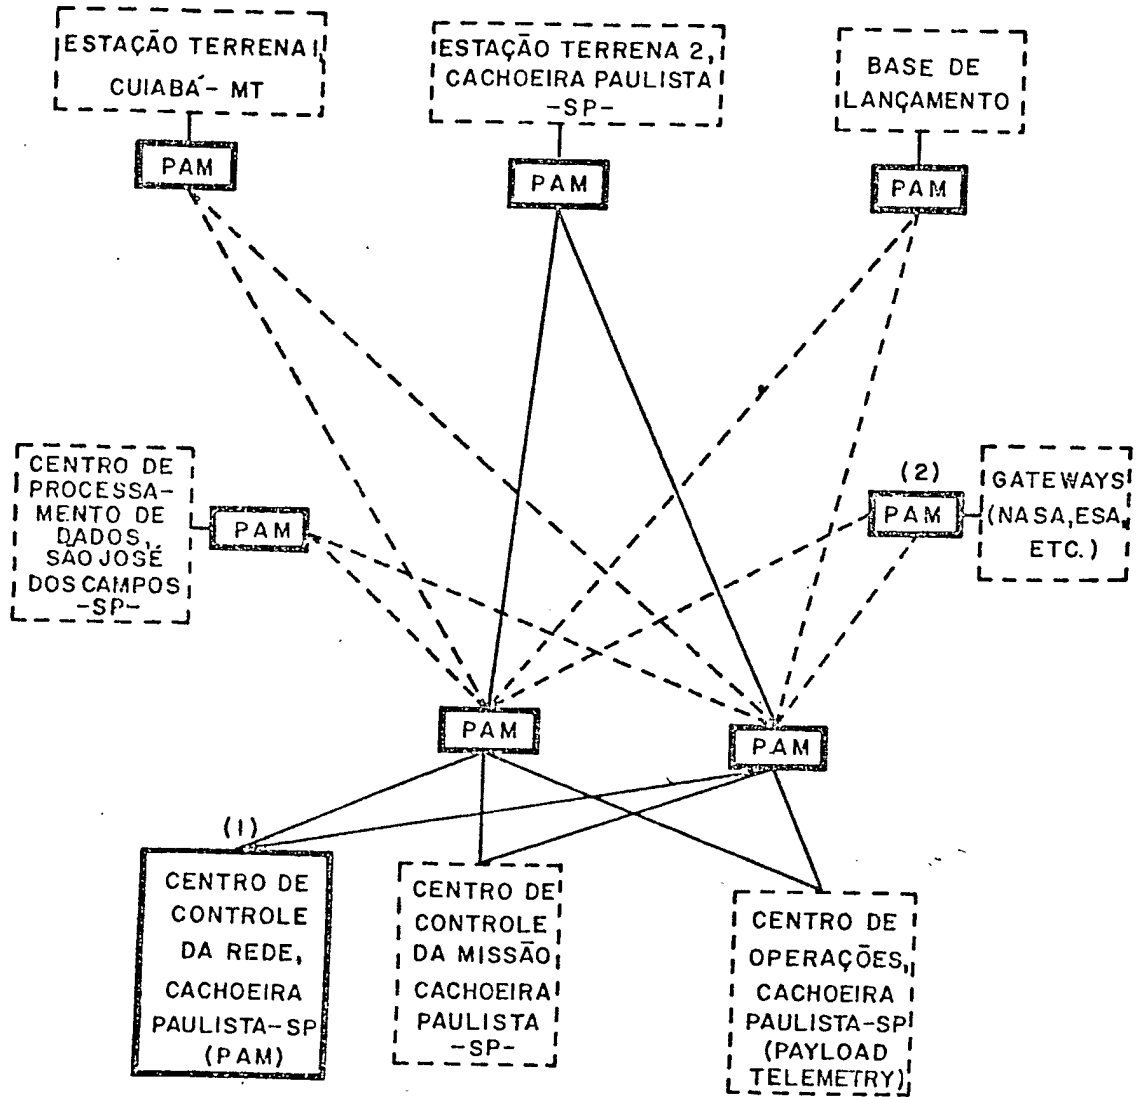 ESTAÇÃO TERRENA 1,
CUIABÁ - MT
PAM
ESTAÇÃO TERRENA 2,
CACHOEIRA PAULISTA
-SP-
PAM
BASE DE
LANÇAMENTO
PAM
CENTRO DE
PROCESSA-
MENTO DE
DADOS,
SÃO JOSÉ
DOS CAMPOS
-SP-
PAM
(2)
PAM
GATEWAYS
(NASA, ESA,
ETC.)
PAM
PAM
(1)
CENTRO DE
CONTROLE
DA REDE,
CACHOEIRA
PAULISTA-SP
(PAM)
CENTRO DE
CONTROLE
DA MISSÃO
CACHOEIRA
PAULISTA
-SP-
CENTRO DE
OPERAÇÕES,
CACHOEIRA
PAULISTA-SP
(PAYLOAD
TELEMETRY)